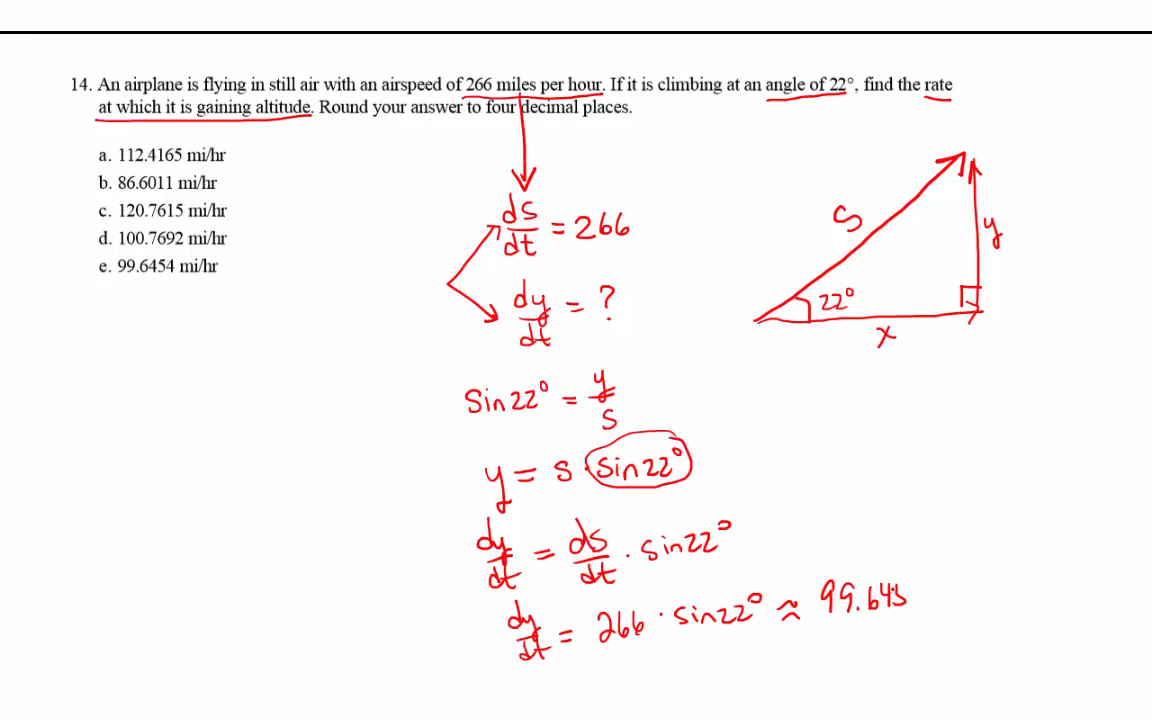 14. An airplane is flying in still air with an airspeed of 266 miles per hour. If it is climbing at an angle of 22°, find the rate
at which it is gaining altitude. Round your answer to four decimal places.
a. 112.4165 mi/hr
b. 86.6011 mi/hr
c. 120.7615 mi/hr
d. 100.7692 mi/hr
e. 99.6454 mi/hr
ds/dt = 266
dy/dt = ?
S
y
22°
x
Sin 22° = y/s
y = s · sin 22°
dy/dt = ds/dt · sin 22°
dy/dt = 266 · sin 22° ≈ 99.645